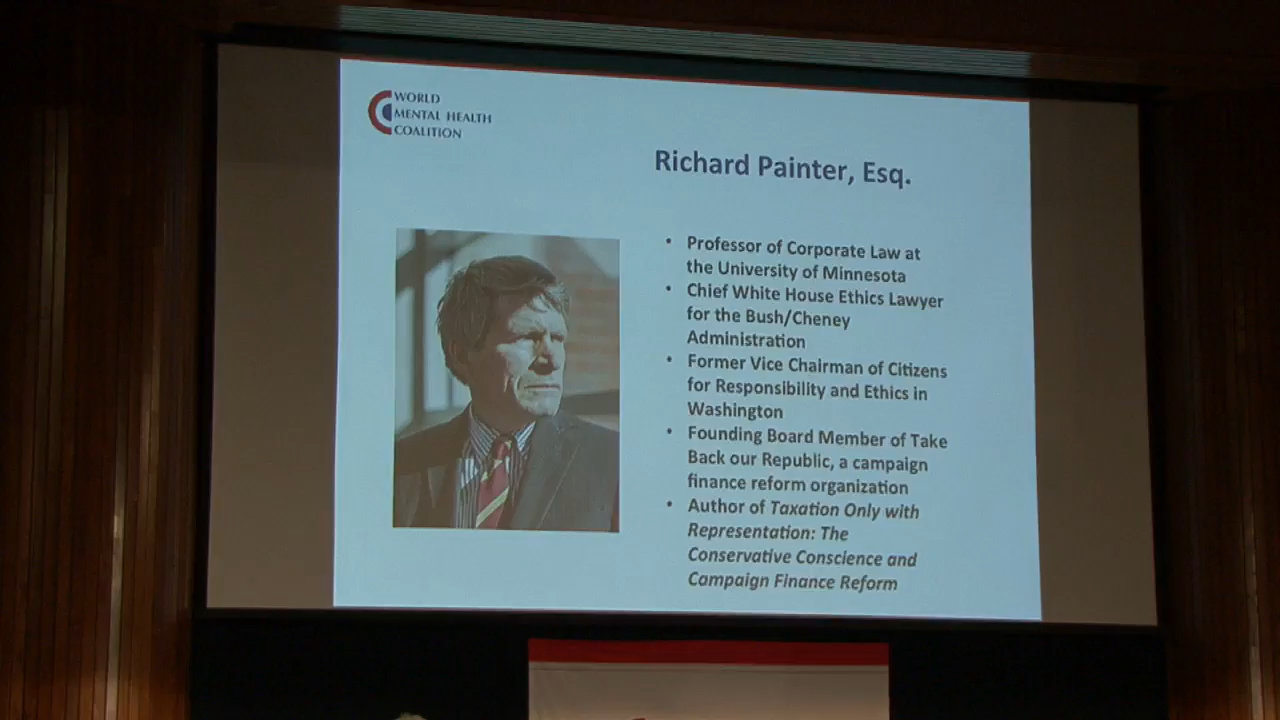 WORLD
MENTAL HEALTH
COALITION
Richard Painter, Esq.
• Professor of Corporate Law at
the University of Minnesota
• Chief White House Ethics Lawyer
for the Bush/Cheney
Administration
• Former Vice Chairman of Citizens
for Responsibility and Ethics in
Washington
• Founding Board Member of Take
Back our Republic, a campaign
finance reform organization
• Author of Taxation Only with
Representation: The
Conservative Conscience and
Campaign Finance Reform